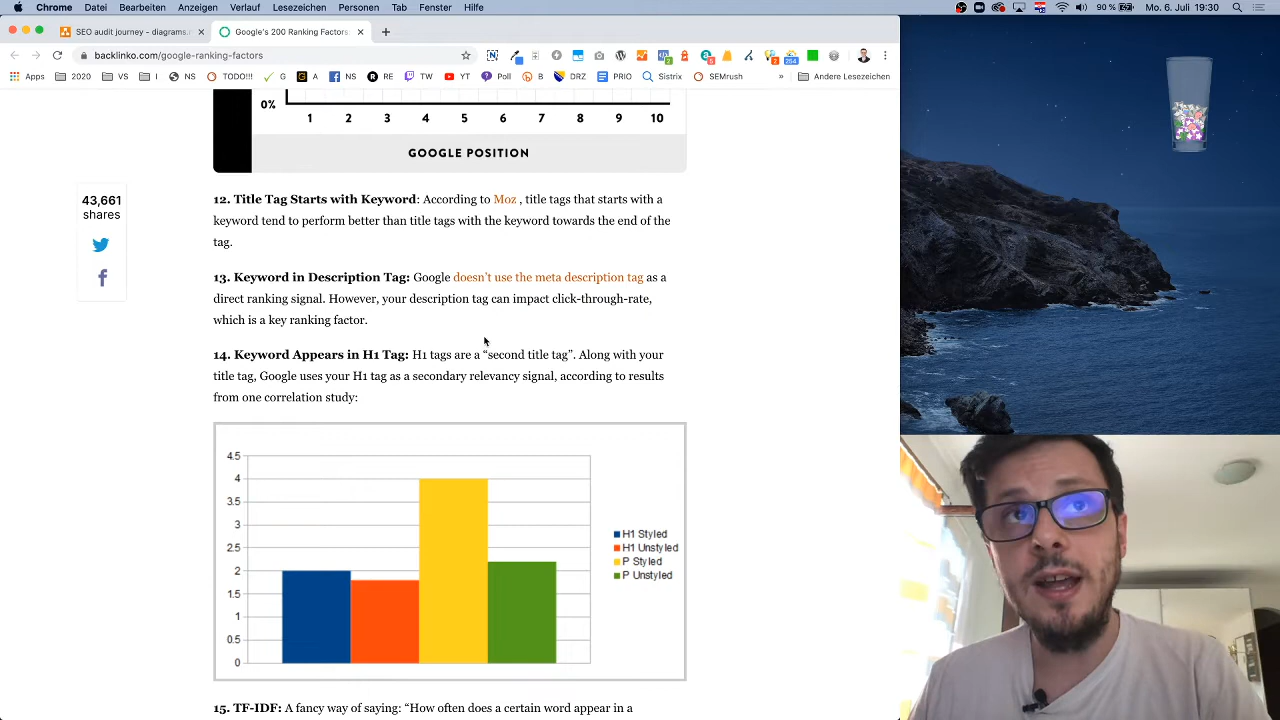 Chrome Datei Bearbeiten Anzeigen Verlauf Lesezeichen Personen Tab Fenster Hilfe 90 % Mo. 6. Juli 19:30
SEO audit journey - diagrams.n
Google's 200 Ranking Factors:
backlinko.com/google-ranking-factors
Apps 2020 VS I NS TODO!!! G A NS RE TW YT Poll B DRZ PRIO Sistrix SEMrush » Andere Lesezeichen
0%
1 2 3 4 5 6 7 8 9 10
GOOGLE POSITION
43,661
shares
12. Title Tag Starts with Keyword: According to Moz , title tags that starts with a
keyword tend to perform better than title tags with the keyword towards the end of the
tag.
13. Keyword in Description Tag: Google doesn't use the meta description tag as a
direct ranking signal. However, your description tag can impact click-through-rate,
which is a key ranking factor.
14. Keyword Appears in H1 Tag: H1 tags are a “second title tag”. Along with your
title tag, Google uses your H1 tag as a secondary relevancy signal, according to results
from one correlation study:
4.5
4
3.5
3
2.5
2
1.5
1
0.5
0
H1 Styled
H1 Unstyled
P Styled
P Unstyled
15. TF-IDF: A fancy way of saying: “How often does a certain word appear in a